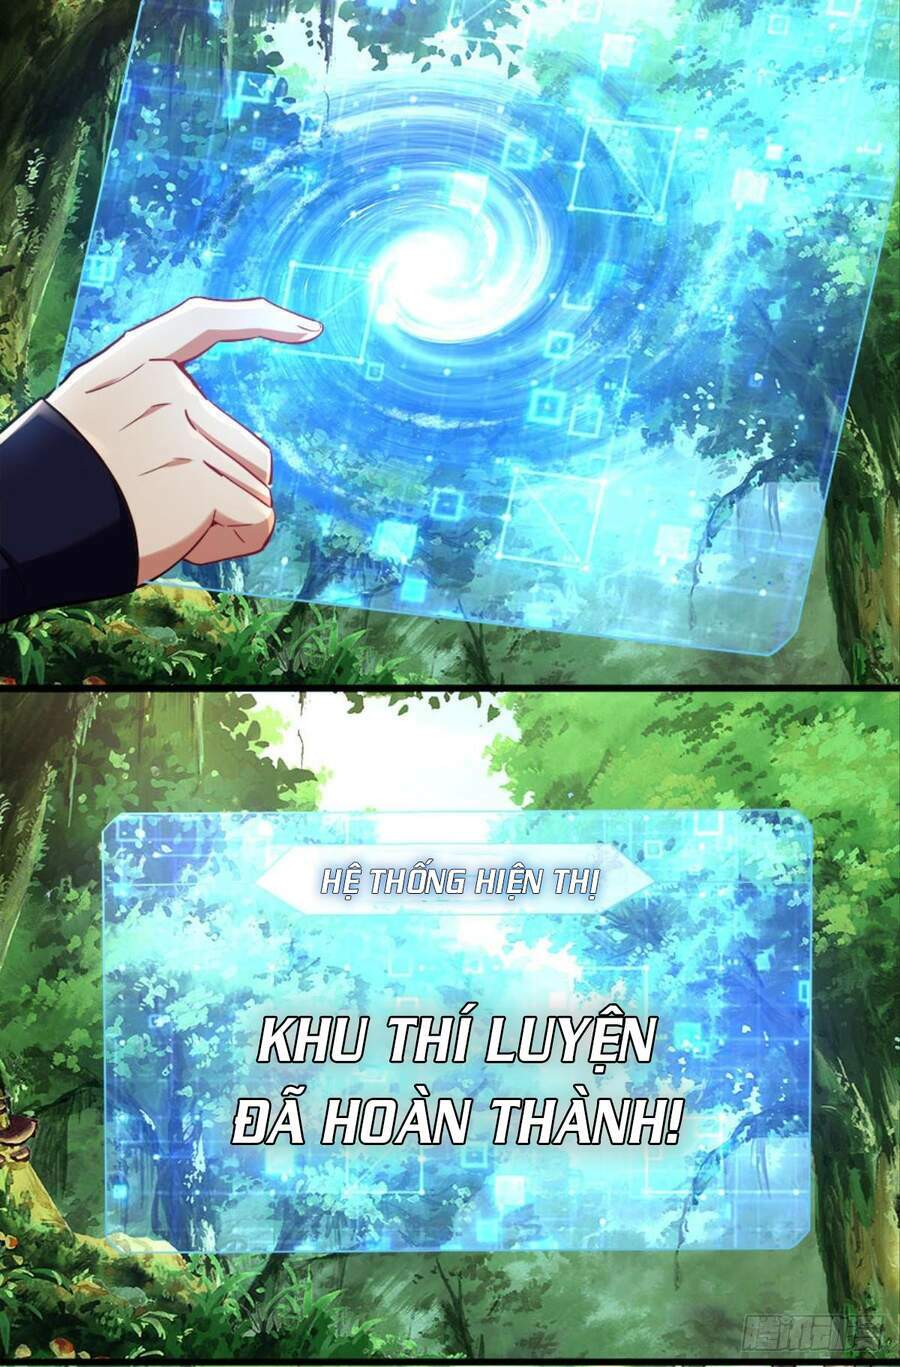 HỆ THỐNG HIỆN THỊ
KHU THÍ LUYỆN
ĐÃ HOÀN THÀNH!